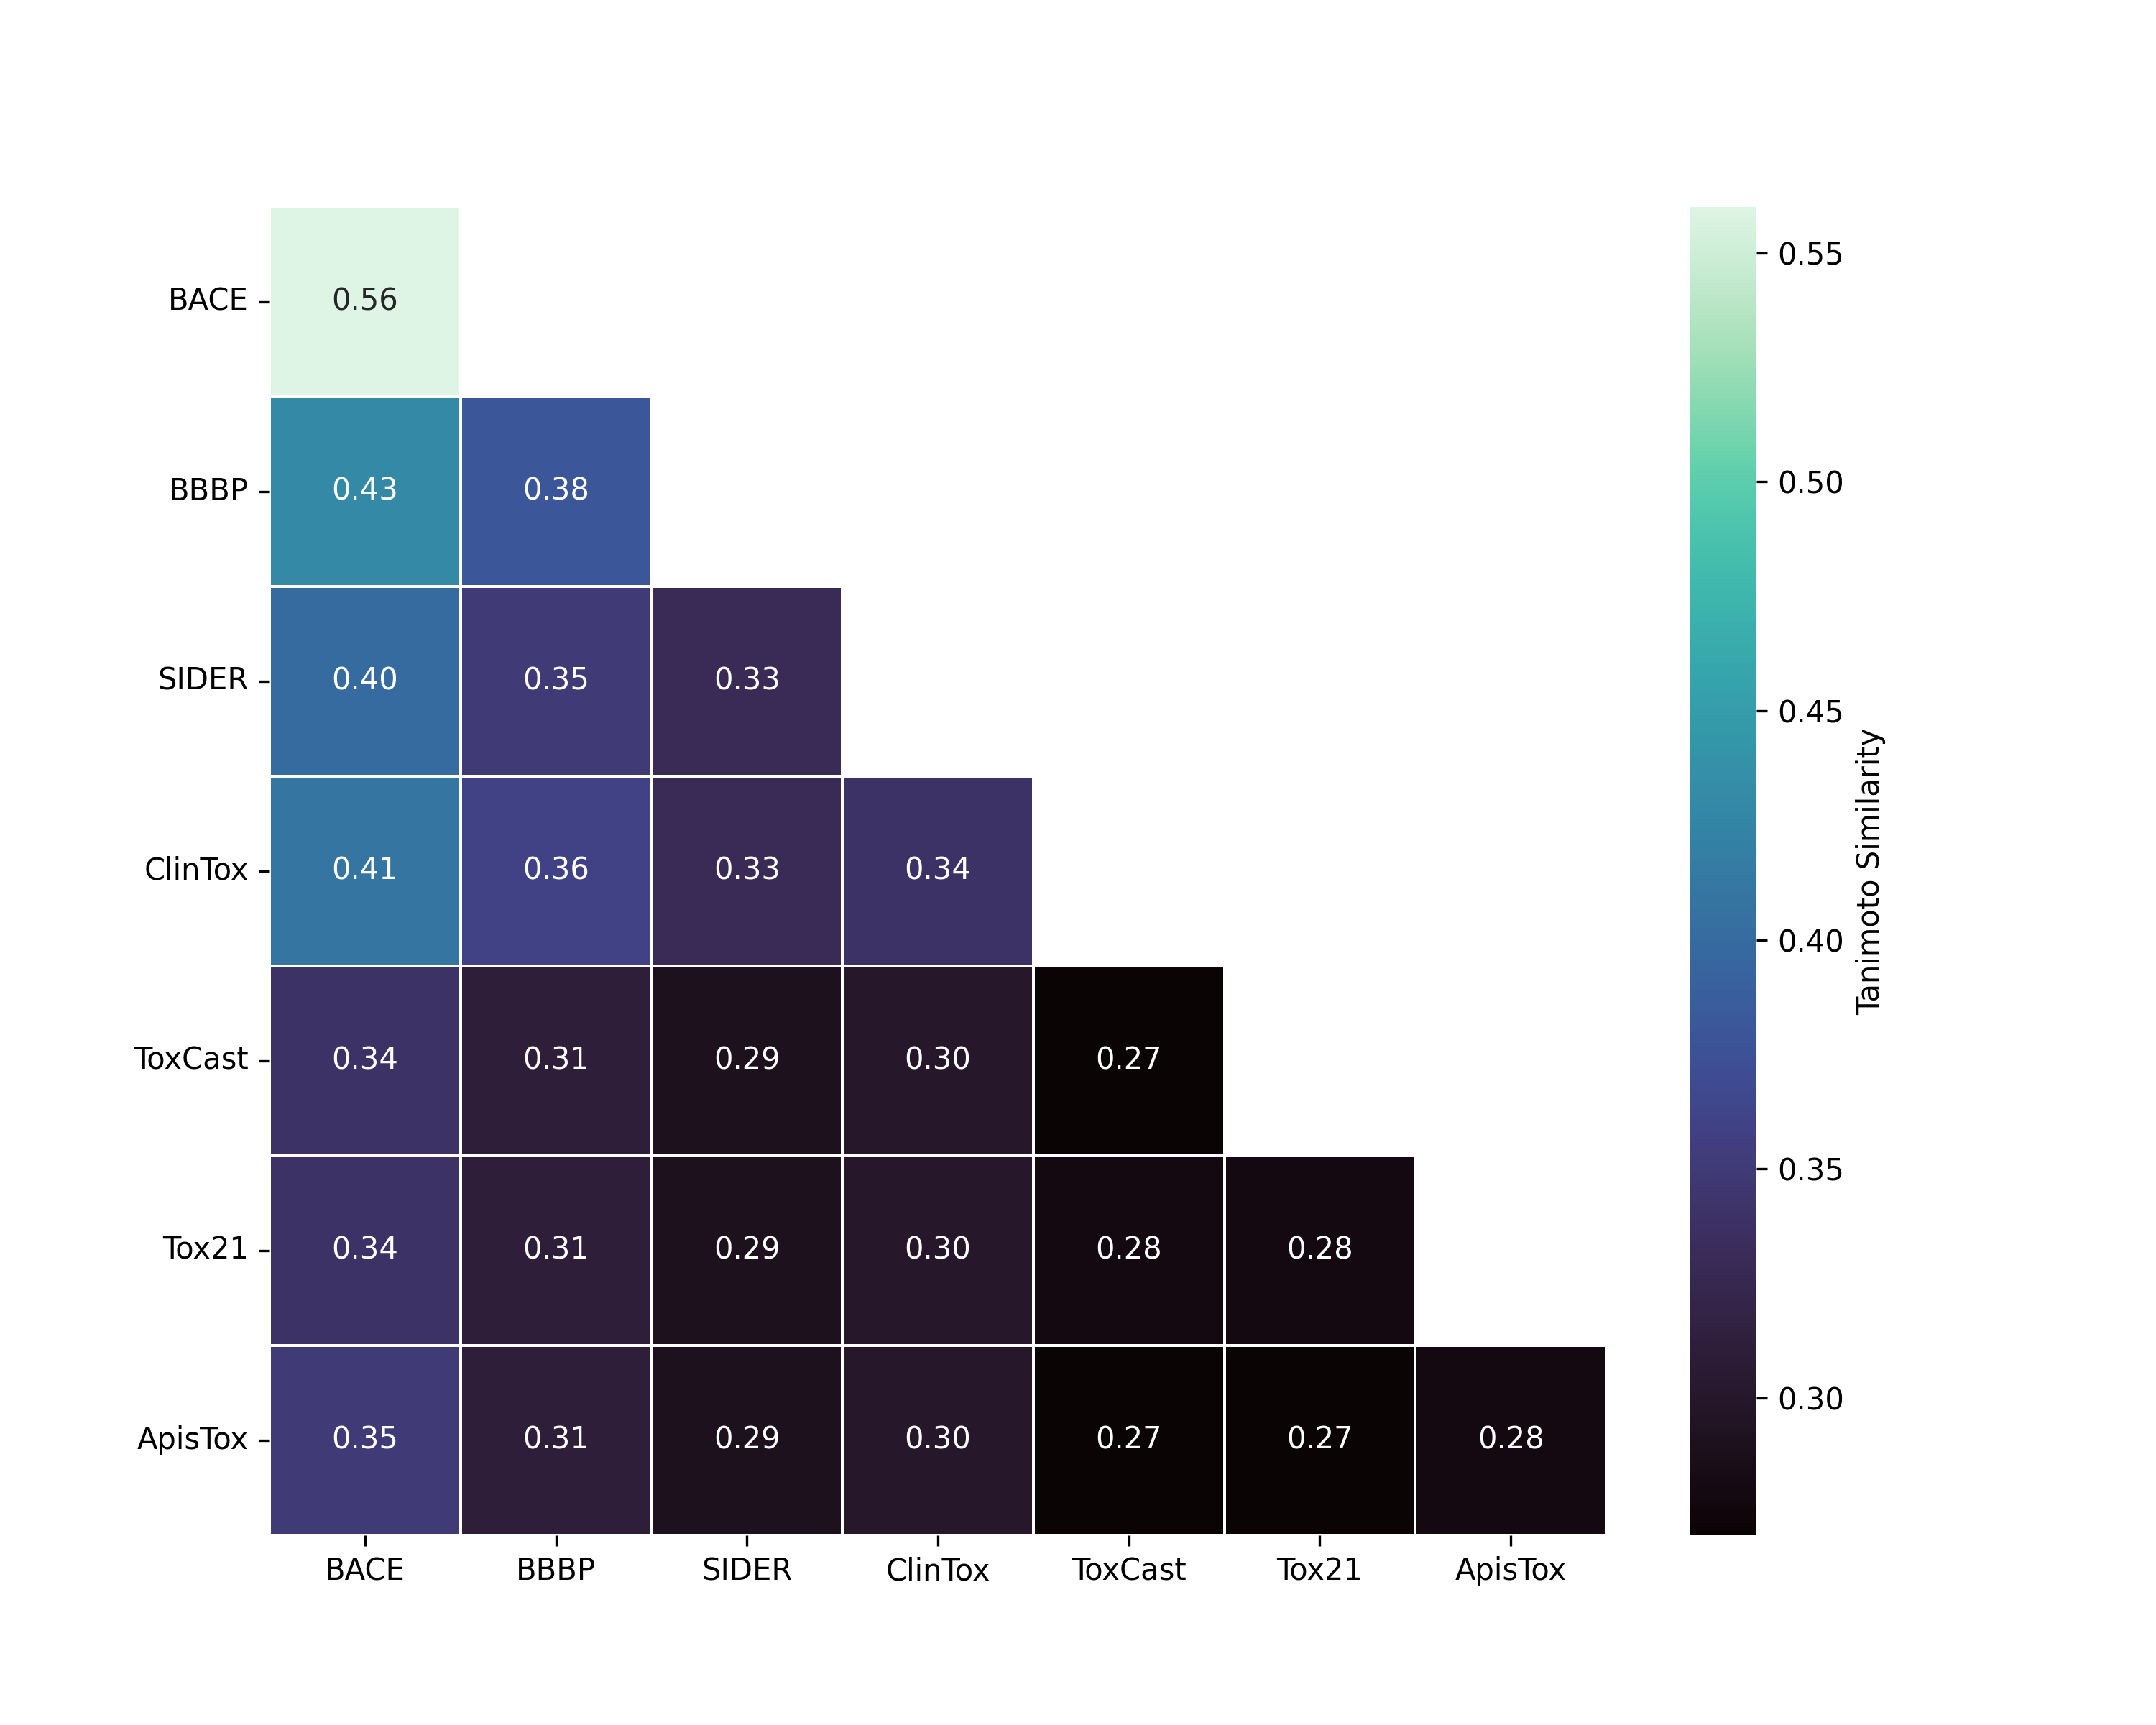 BACE 0.56
BBBP 0.43 0.38
SIDER 0.40 0.35 0.33
ClinTox 0.41 0.36 0.33 0.34
ToxCast 0.34 0.31 0.29 0.30 0.27
Tox21 0.34 0.31 0.29 0.30 0.28 0.28
ApisTox 0.35 0.31 0.29 0.30 0.27 0.27 0.28
BACE BBBP SIDER ClinTox ToxCast Tox21 ApisTox
0.55
0.50
0.45
0.40
0.35
0.30
Tanimoto Similarity